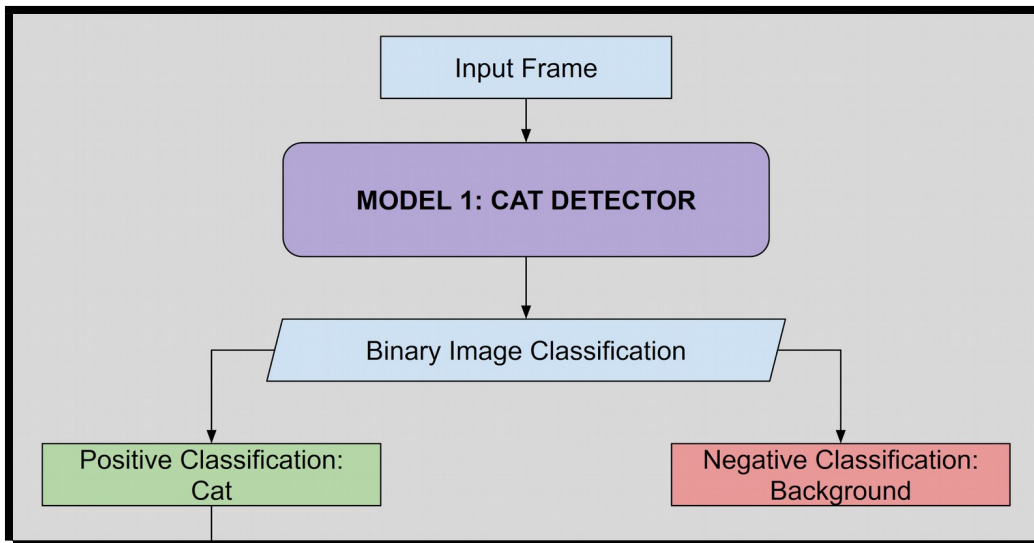 Input Frame
MODEL 1: CAT DETECTOR
Binary Image Classification
Positive Classification:
Cat
Negative Classification:
Background